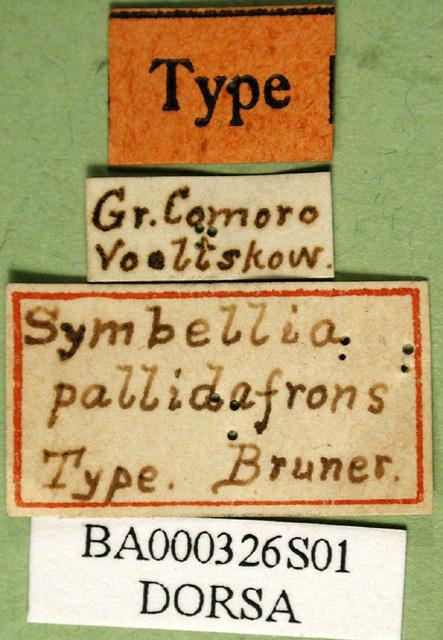 Type
Gr. Comoro
Voeltskow.
Symbellia
pallidafrons
Type. Bruner.
BA000326S01
DORSA